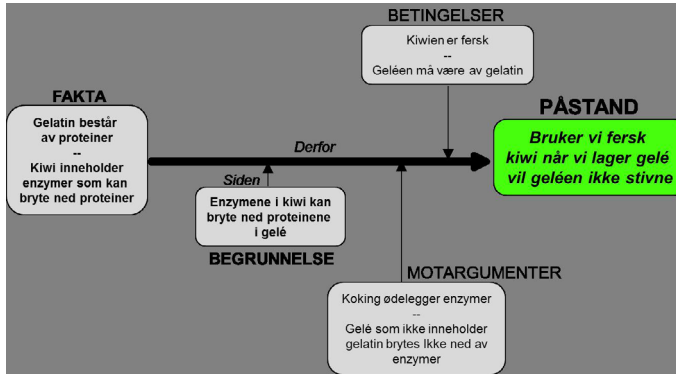 BETINGELSER
Kiwien er fersk
--
Geléen må være av gelatin
FAKTA
Gelatin består
av proteiner
--
Kiwi inneholder
enzymer som kan
bryte ned proteiner
Derfor
PÅSTAND
Bruker vi fersk
kiwi når vi lager gelé
vil geléen ikke stivne
Siden
Enzymene i kiwi kan
bryte ned proteinene
i gelé
BEGRUNNELSE
MOTARGUMENTER
Koking ødelegger enzymer
--
Gelé som ikke inneholder
gelatin brytes Ikke ned av
enzymer